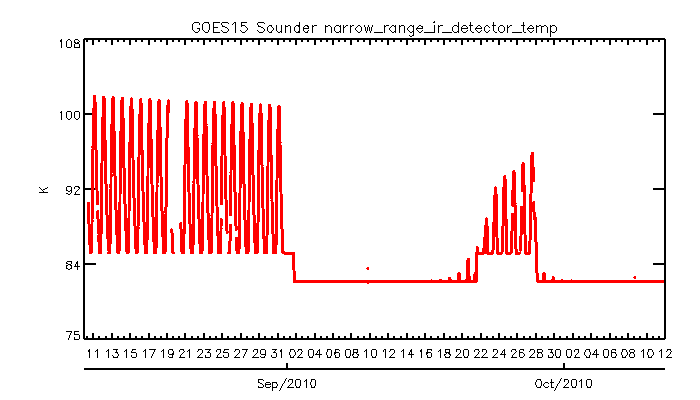 GOES15 Sounder narrow_range_ir_detector_temp
108
100
92
84
75
K
11 13 15 17 19 21 23 25 27 29 31 02 04 06 08 10 12 14 16 18 20 22 24 26 28 30 02 04 06 08 10 12
Sep/2010 Oct/2010